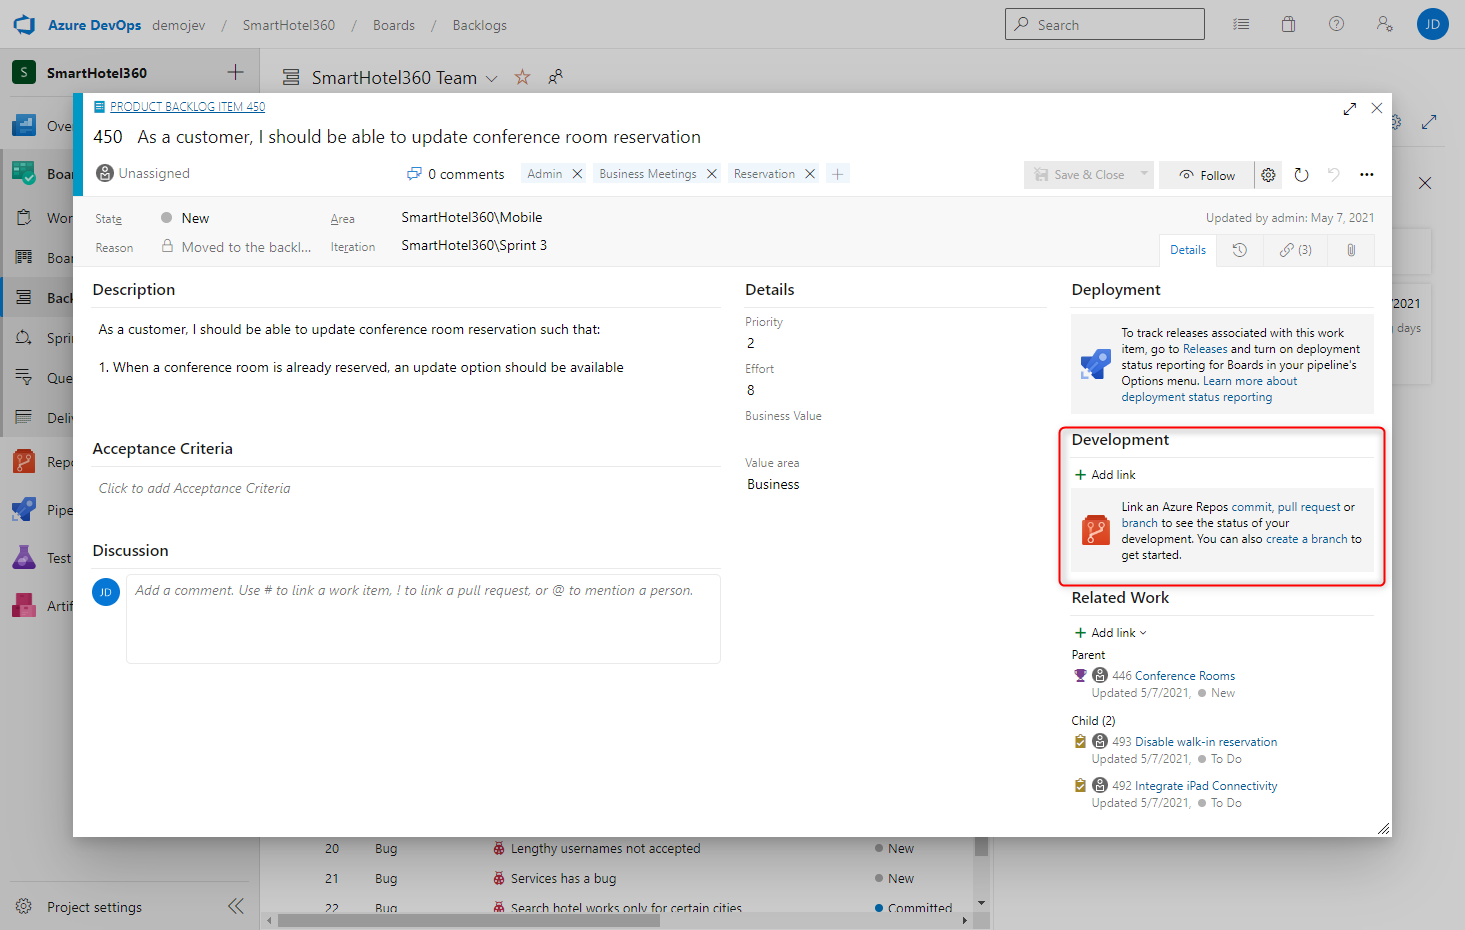 Azure DevOps demojev / SmartHotel360 / Boards / Backlogs
Search
JD
S SmartHotel360
SmartHotel360 Team
PRODUCT BACKLOG ITEM 450
450 As a customer, I should be able to update conference room reservation
Unassigned
0 comments
Admin
Business Meetings
Reservation
Save & Close
Follow
State
New
Area
SmartHotel360\Mobile
Updated by admin: May 7, 2021
Reason
Moved to the backl...
Iteration
SmartHotel360\Sprint 3
Details
(3)
Description
As a customer, I should be able to update conference room reservation such that:
1. When a conference room is already reserved, an update option should be available
Acceptance Criteria
Click to add Acceptance Criteria
Discussion
JD
Add a comment. Use # to link a work item, ! to link a pull request, or @ to mention a person.
Details
Priority
2
Effort
8
Business Value
Value area
Business
Deployment
To track releases associated with this work
item, go to Releases and turn on deployment
status reporting for Boards in your pipeline's
Options menu. Learn more about
deployment status reporting
Development
Add link
Link an Azure Repos commit, pull request or
branch to see the status of your
development. You can also create a branch to
get started.
Related Work
Add link
Parent
446 Conference Rooms
Updated 5/7/2021, New
Child (2)
493 Disable walk-in reservation
Updated 5/7/2021, To Do
492 Integrate iPad Connectivity
Updated 5/7/2021, To Do
Ove
Boa
Wor
Boar
Back
Sprin
Que
Deliv
Repo
Pipe
Test
Artif
/2021
days
20 Bug Lengthy usernames not accepted New
21 Bug Services has a bug New
22 Bug Search hotel works only for certain cities Committed
Project settings